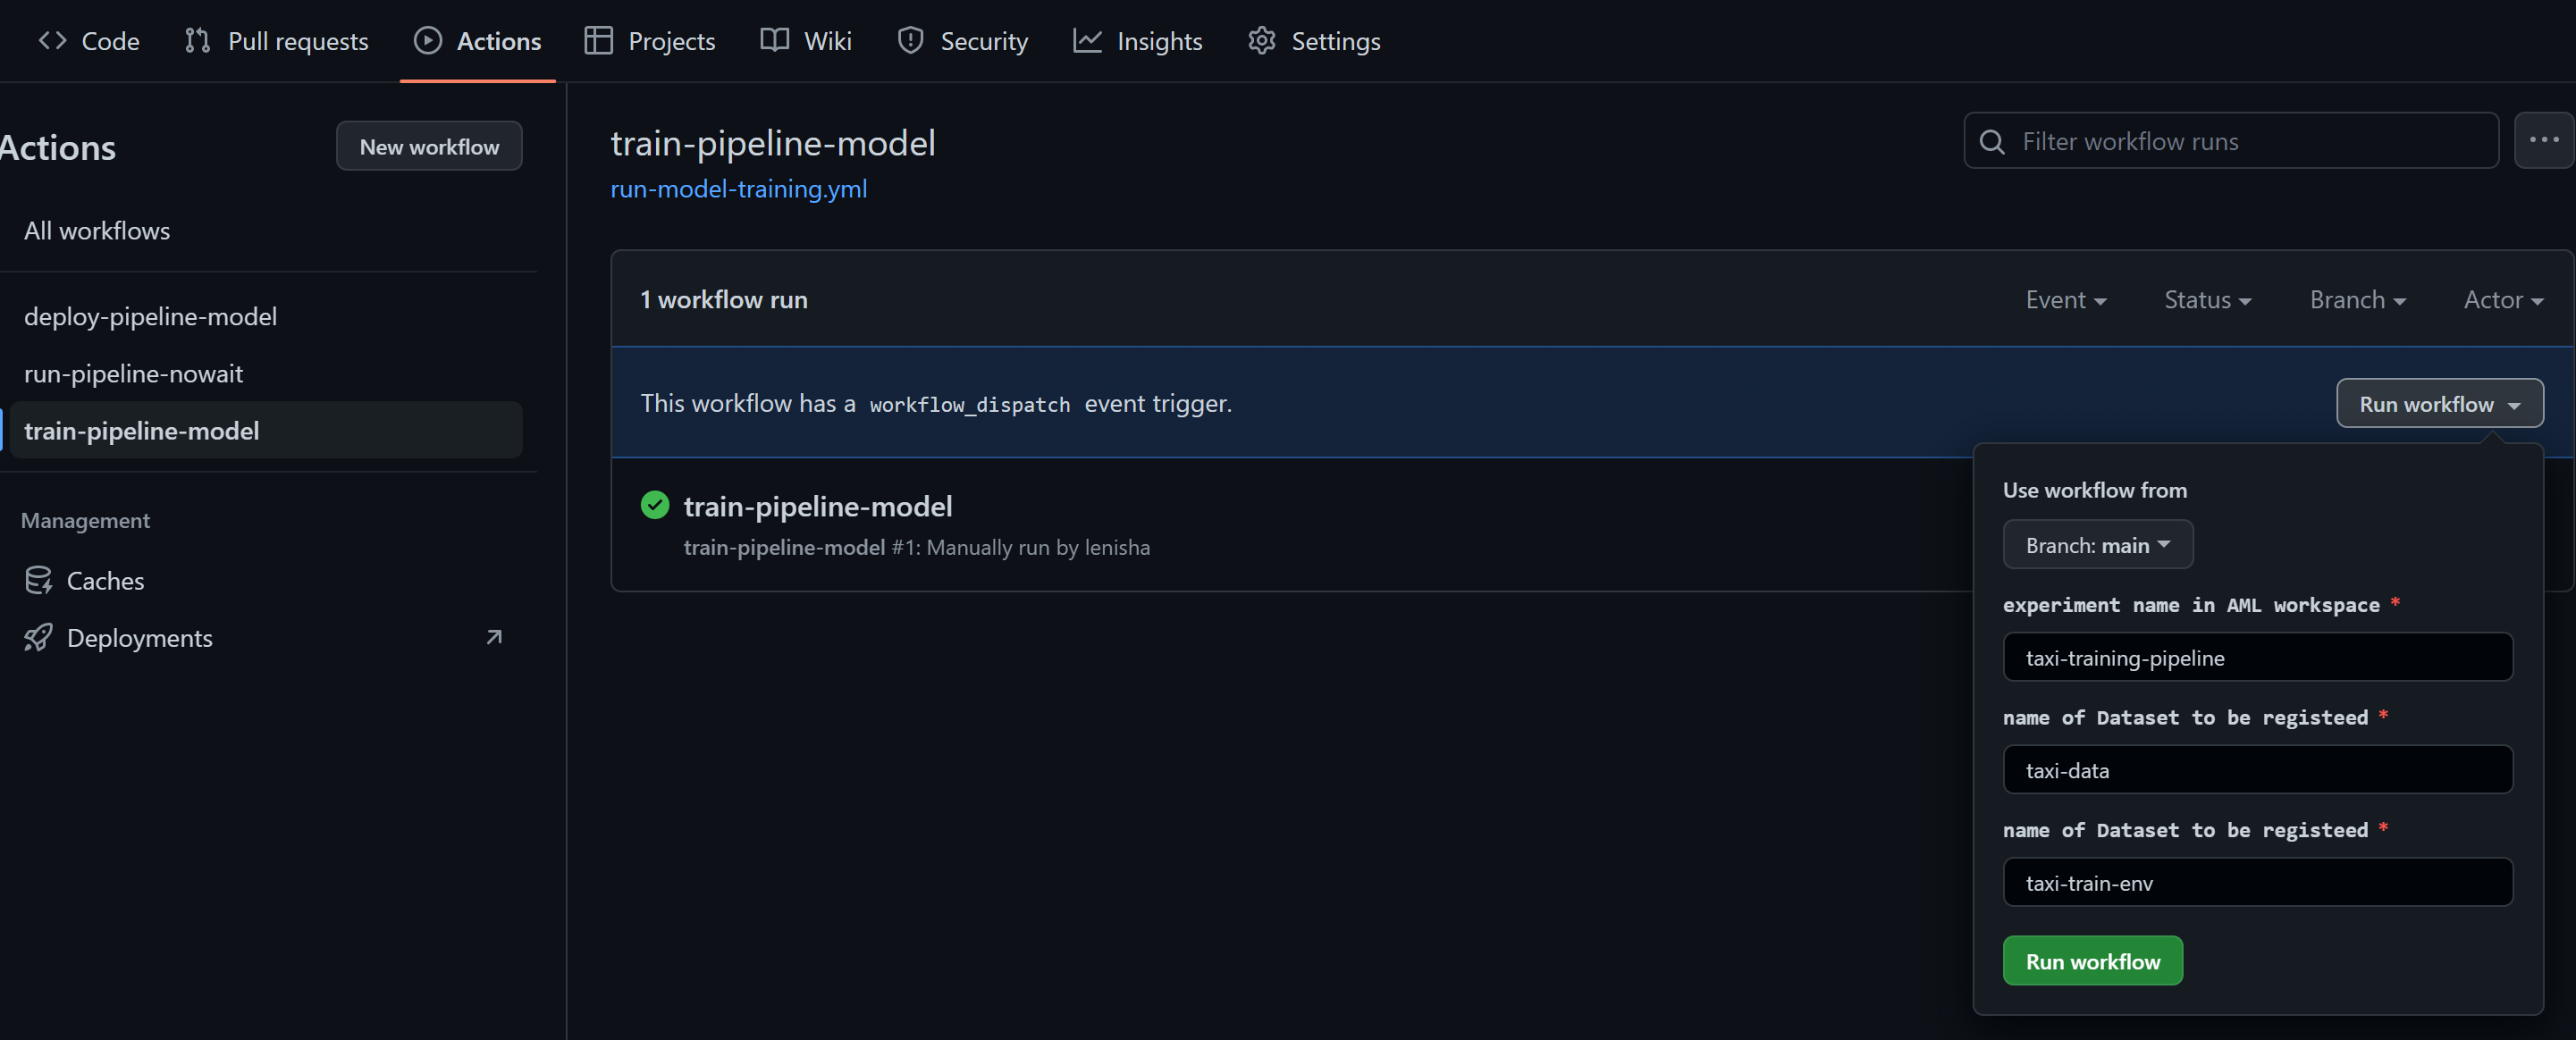 Code Pull requests Actions Projects Wiki Security Insights Settings
Actions
New workflow
All workflows
deploy-pipeline-model
run-pipeline-nowait
train-pipeline-model
Management
Caches
Deployments
train-pipeline-model
run-model-training.yml
Filter workflow runs
1 workflow run
Event Status Branch Actor
This workflow has a workflow_dispatch event trigger.
Run workflow
train-pipeline-model
train-pipeline-model #1: Manually run by lenisha
Use workflow from
Branch: main
experiment name in AML workspace *
taxi-training-pipeline
name of Dataset to be registeed *
taxi-data
name of Dataset to be registeed *
taxi-train-env
Run workflow